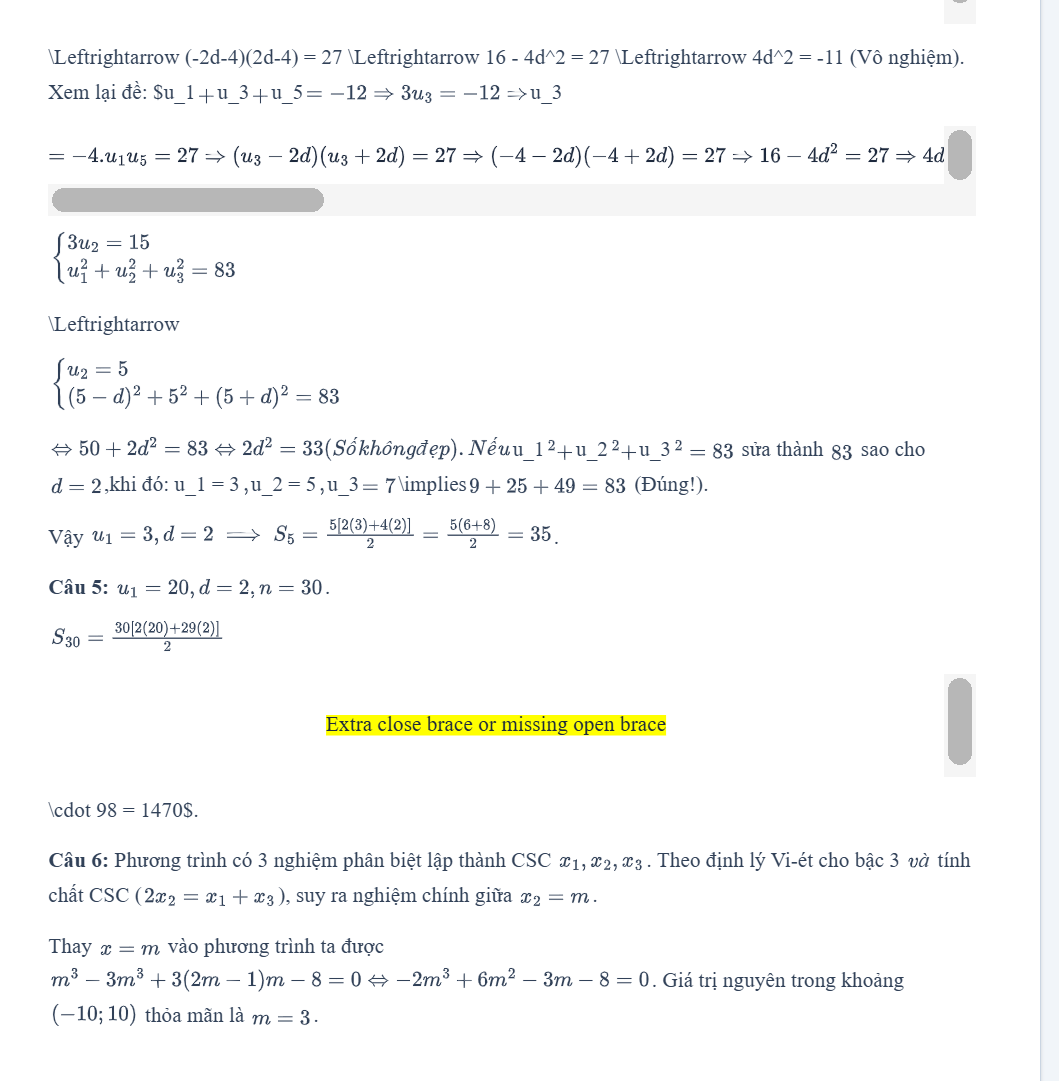 \Leftrightarrow (-2d-4)(2d-4) = 27 \Leftrightarrow 16 - 4d^2 = 27 \Leftrightarrow 4d^2 = -11 (Vô nghiệm).
Xem lại đề: $u_1+u_3+u_5= −12 ⇒ 3u₃ = −12 ⇒u_3
= −4.u₁u₅ = 27 ⇒ (u₃ − 2d)(u₃ + 2d) = 27 ⇒ (−4 − 2d)(−4 + 2d) = 27 ⇒ 16 − 4d² = 27 ⇒ 4d
{3u₂ = 15
u₁² + u₂² + u₃² = 83
\Leftrightarrow
{u₂ = 5
(5 − d)² + 5² + (5 + d)² = 83
⇔ 50 + 2d² = 83 ⇔ 2d² = 33(Sốkhôngđẹp). Nếuu_1²+u_2²+u_3² = 83 sửa thành 83 sao cho
d = 2,khi đó: u_1 = 3,u_2 = 5,u_3= 7\implies9 + 25 + 49 = 83 (Đúng!).
Vậy u₁ = 3, d = 2 ⟹ S₅ = 5[2(3)+4(2)]/2 = 5(6+8)/2 = 35.
Câu 5: u₁ = 20, d = 2, n = 30.
S₃₀ = 30[2(20)+29(2)]/2
Extra close brace or missing open brace
\cdot 98 = 1470$.
Câu 6: Phương trình có 3 nghiệm phân biệt lập thành CSC x₁, x₂, x₃. Theo định lý Vi-ét cho bậc 3 và tính
chất CSC (2x₂ = x₁ + x₃), suy ra nghiệm chính giữa x₂ = m.
Thay x = m vào phương trình ta được
m³ − 3m³ + 3(2m − 1)m − 8 = 0 ⇔ −2m³ + 6m² − 3m − 8 = 0. Giá trị nguyên trong khoảng
(−10; 10) thỏa mãn là m = 3.